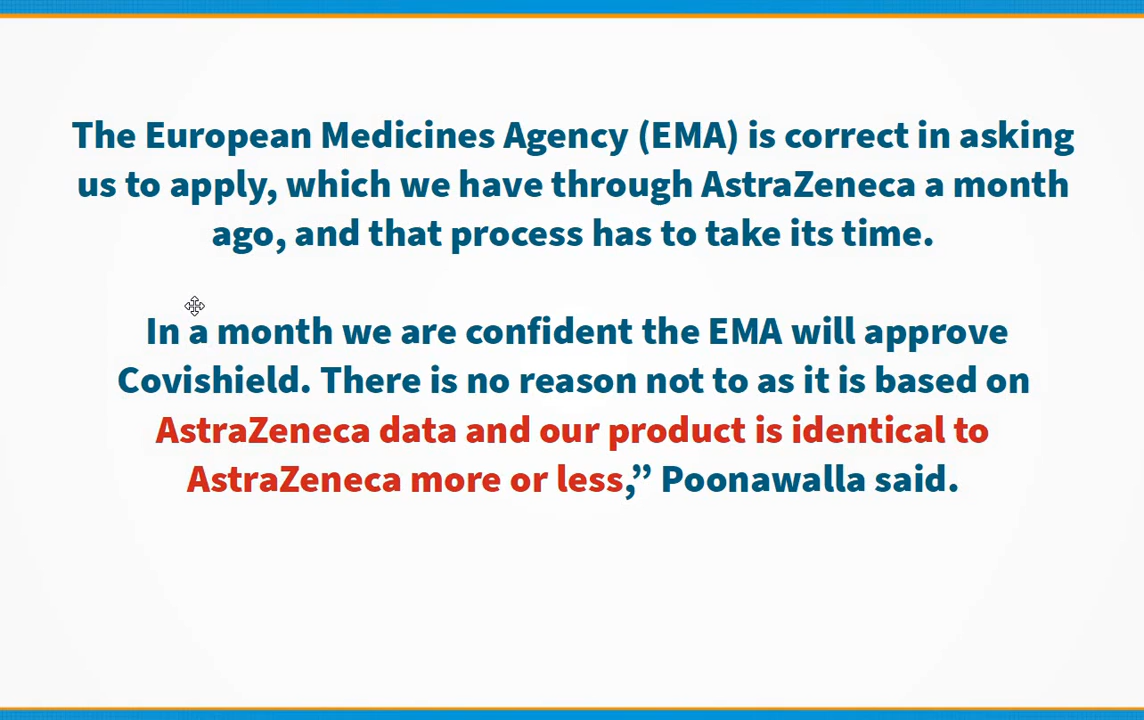 The European Medicines Agency (EMA) is correct in asking
us to apply, which we have through AstraZeneca a month
ago, and that process has to take its time.
In a month we are confident the EMA will approve
Covishield. There is no reason not to as it is based on
AstraZeneca data and our product is identical to
AstraZeneca more or less,” Poonawalla said.